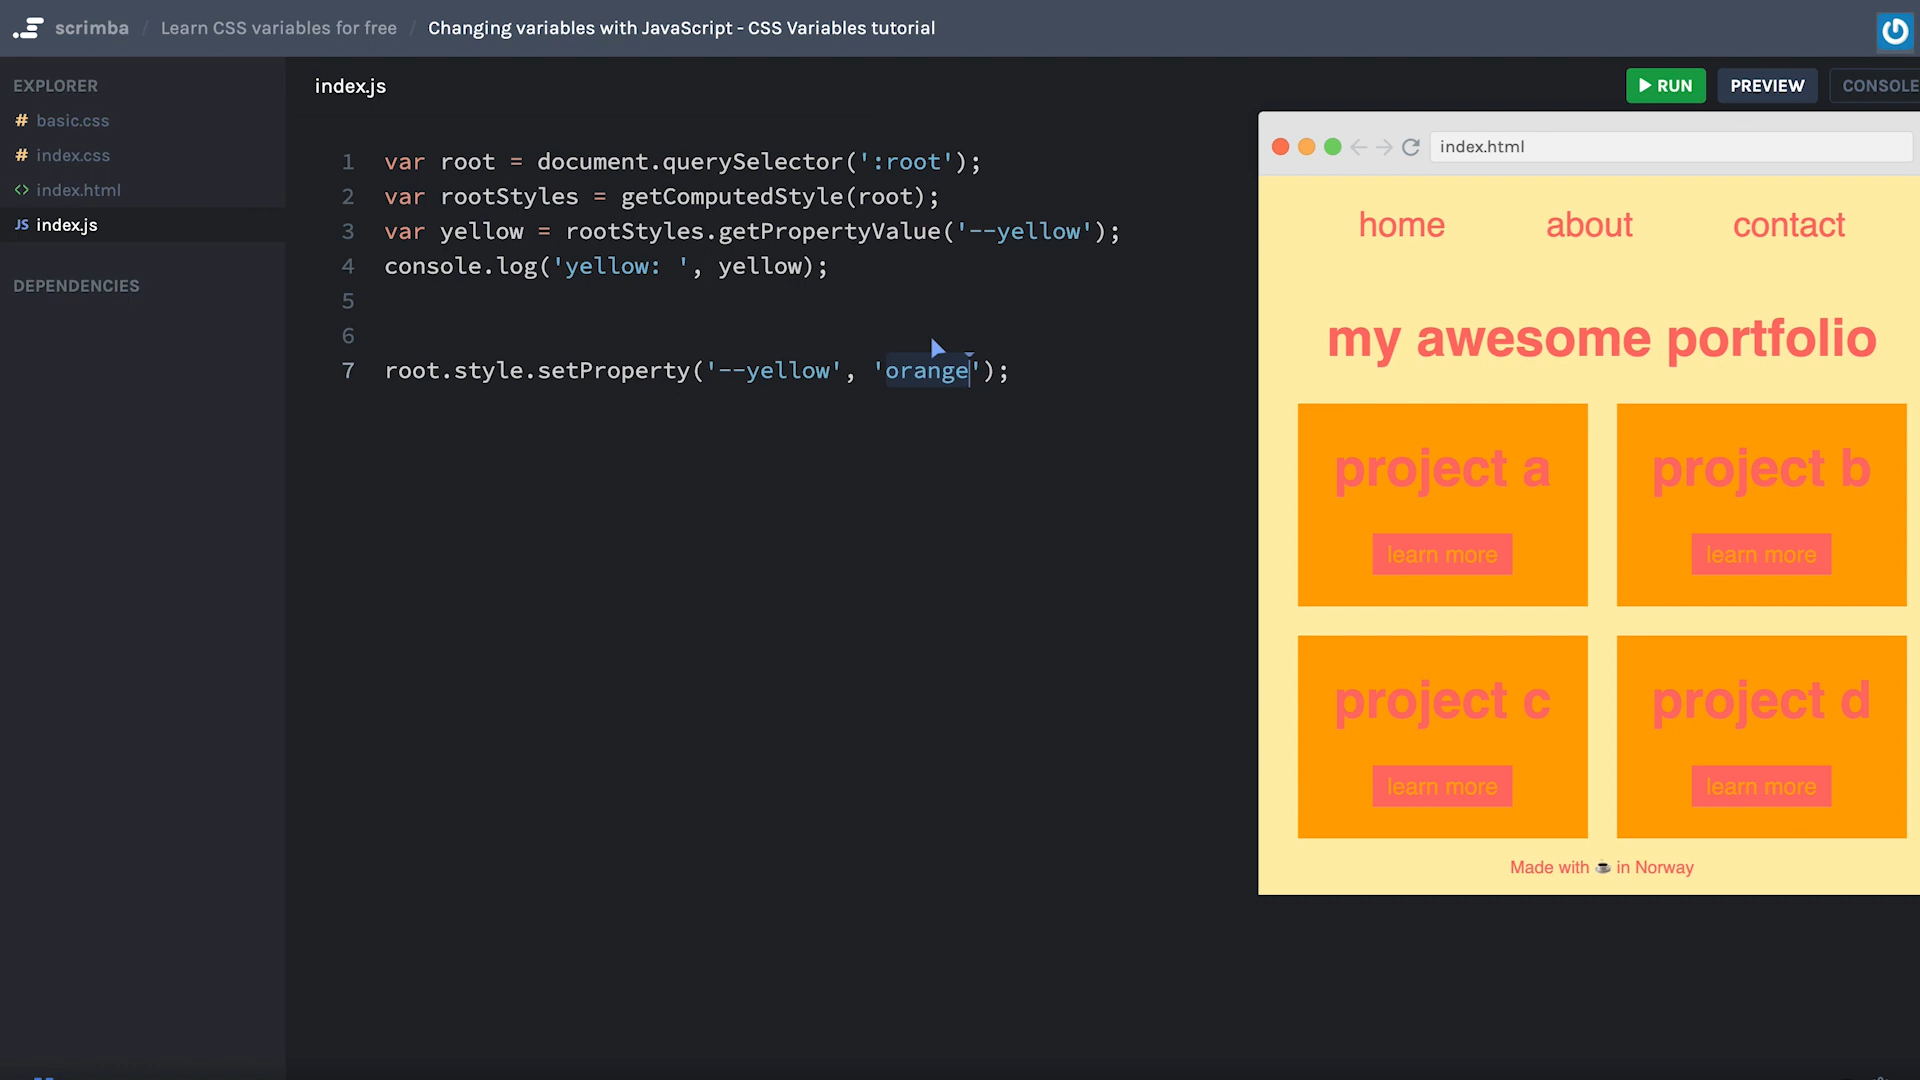 scrimba / Learn CSS variables for free / Changing variables with JavaScript - CSS Variables tutorial
EXPLORER
# basic.css
# index.css
<> index.html
JS index.js
DEPENDENCIES
index.js
RUN PREVIEW CONSOLE
1 var root = document.querySelector(':root');
2 var rootStyles = getComputedStyle(root);
3 var yellow = rootStyles.getPropertyValue('--yellow');
4 console.log('yellow: ', yellow);
5
6
7 root.style.setProperty('--yellow', 'orange');
index.html
home about contact
my awesome portfolio
project a project b
learn more learn more
project c project d
learn more learn more
Made with ☕ in Norway